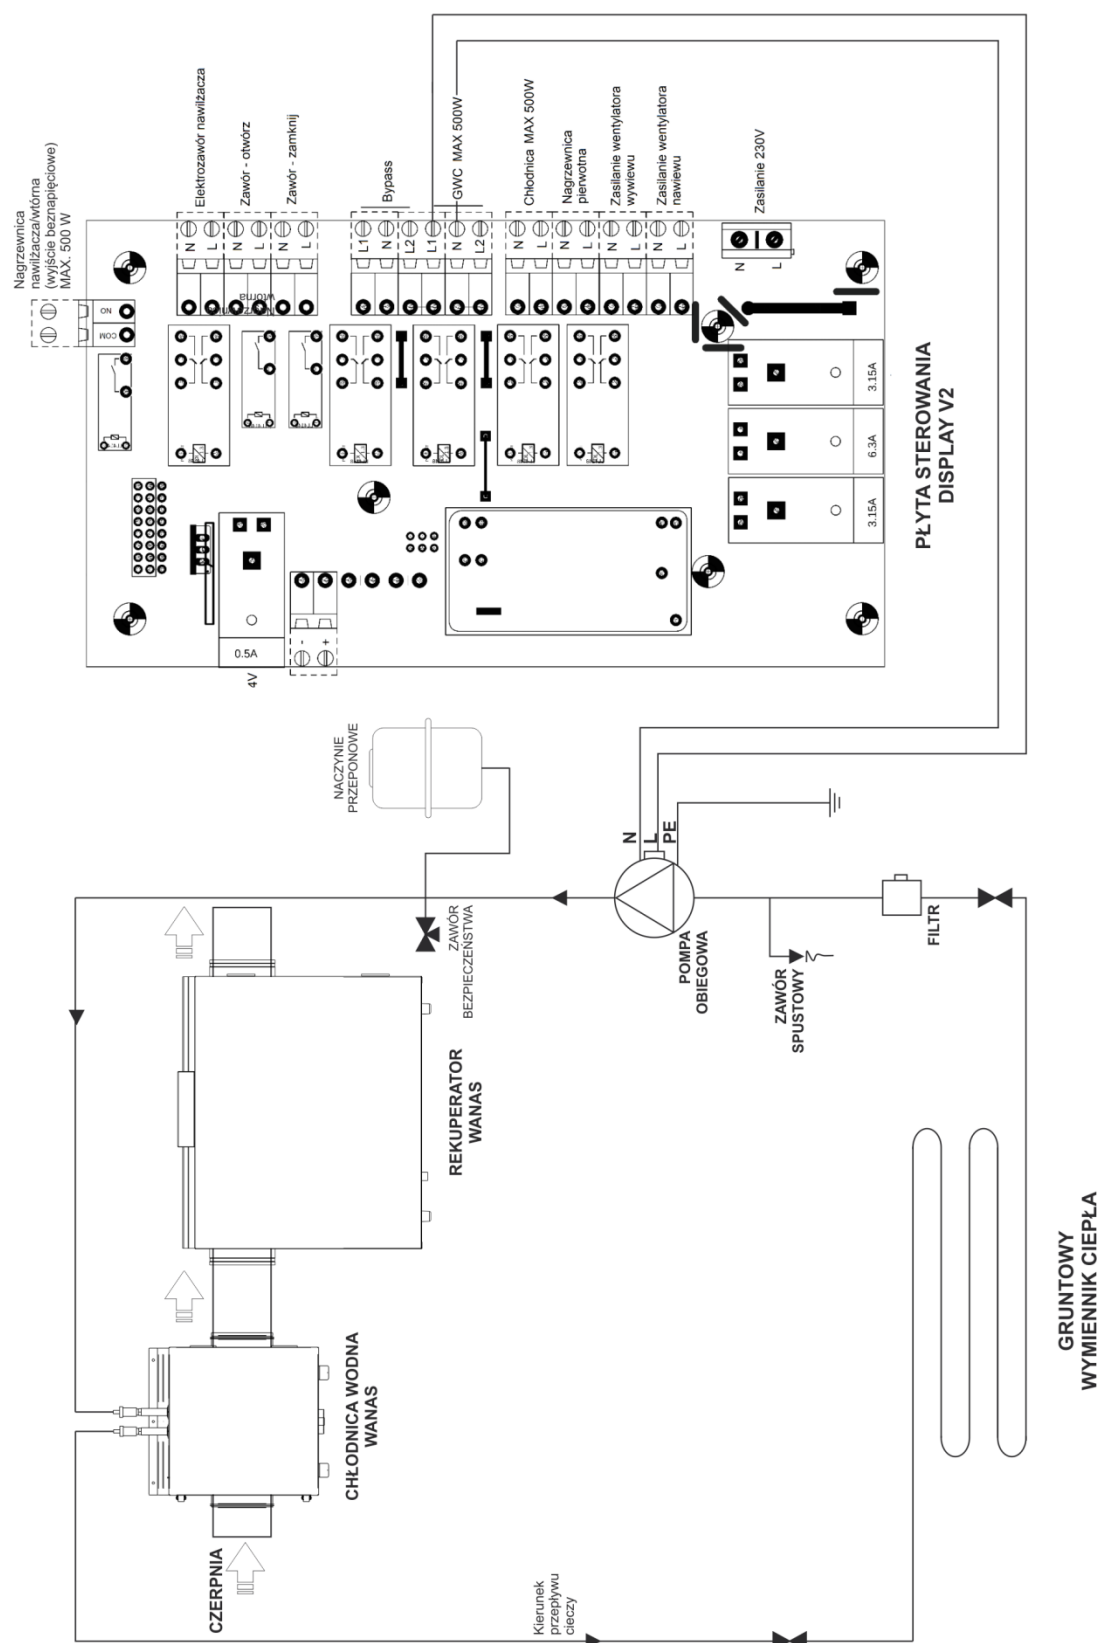 Nagrzewnica
nawilżacza/wtórna
(wyjście beznapięciowe)
MAX. 500 W
Elektrozawór nawilżacza
Zawór - otwórz
Zawór - zamknij
Bypass
GWC MAX 500W
Chłodnica MAX 500W
Nagrzewnica
pierwotna
Zasilanie wentylatora
wywiewu
Zasilanie wentylatora
nawiewu
Zasilanie 230V
COM
NO
N
L
N
L
N
L
L1
N
L2
L1
N
L2
N
L
N
L
N
L
N
L
N
L
wtórna
3.15A
6.3A
3.15A
0.5A
4V
-
+
PŁYTA STEROWANIA
DISPLAY V2
NACZYNIE
PRZEPONOWE
N
L
PE
ZAWÓR
BEZPIECZEŃSTWA
POMPA
OBIEGOWA
ZAWÓR
SPUSTOWY
FILTR
REKUPERATOR
WANAS
CHŁODNICA WODNA
WANAS
CZERPNIA
Kierunek
przepływu
cieczy
GRUNTOWY
WYMIENNIK CIEPŁA